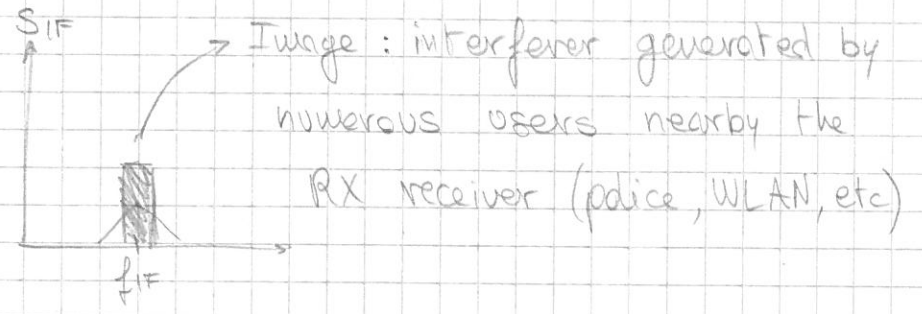 SIF
Image : interferer generated by
numerous users nearby the
RX receiver (police, WLAN, etc)
fIF